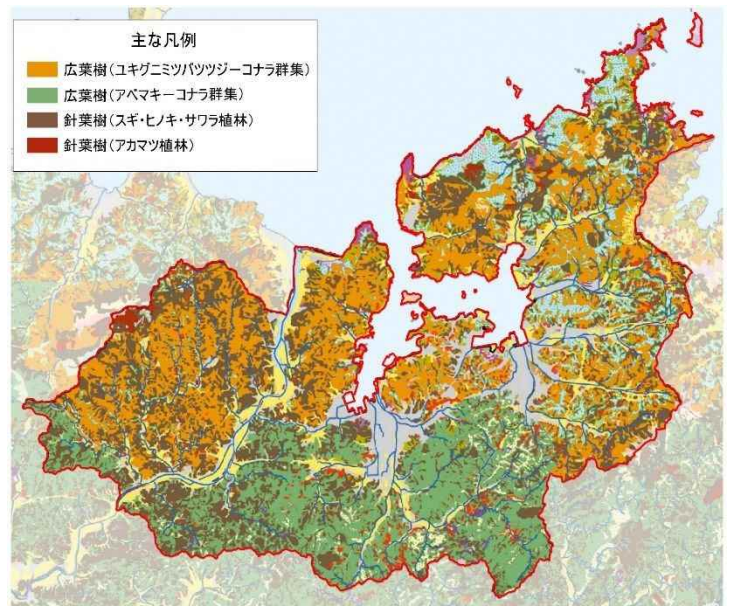 主な凡例
広葉樹(ユキグニミツバツツジーコナラ群集)
広葉樹(アベマキーコナラ群集)
針葉樹(スギ・ヒノキ・サワラ植林)
針葉樹(アカマツ植林)